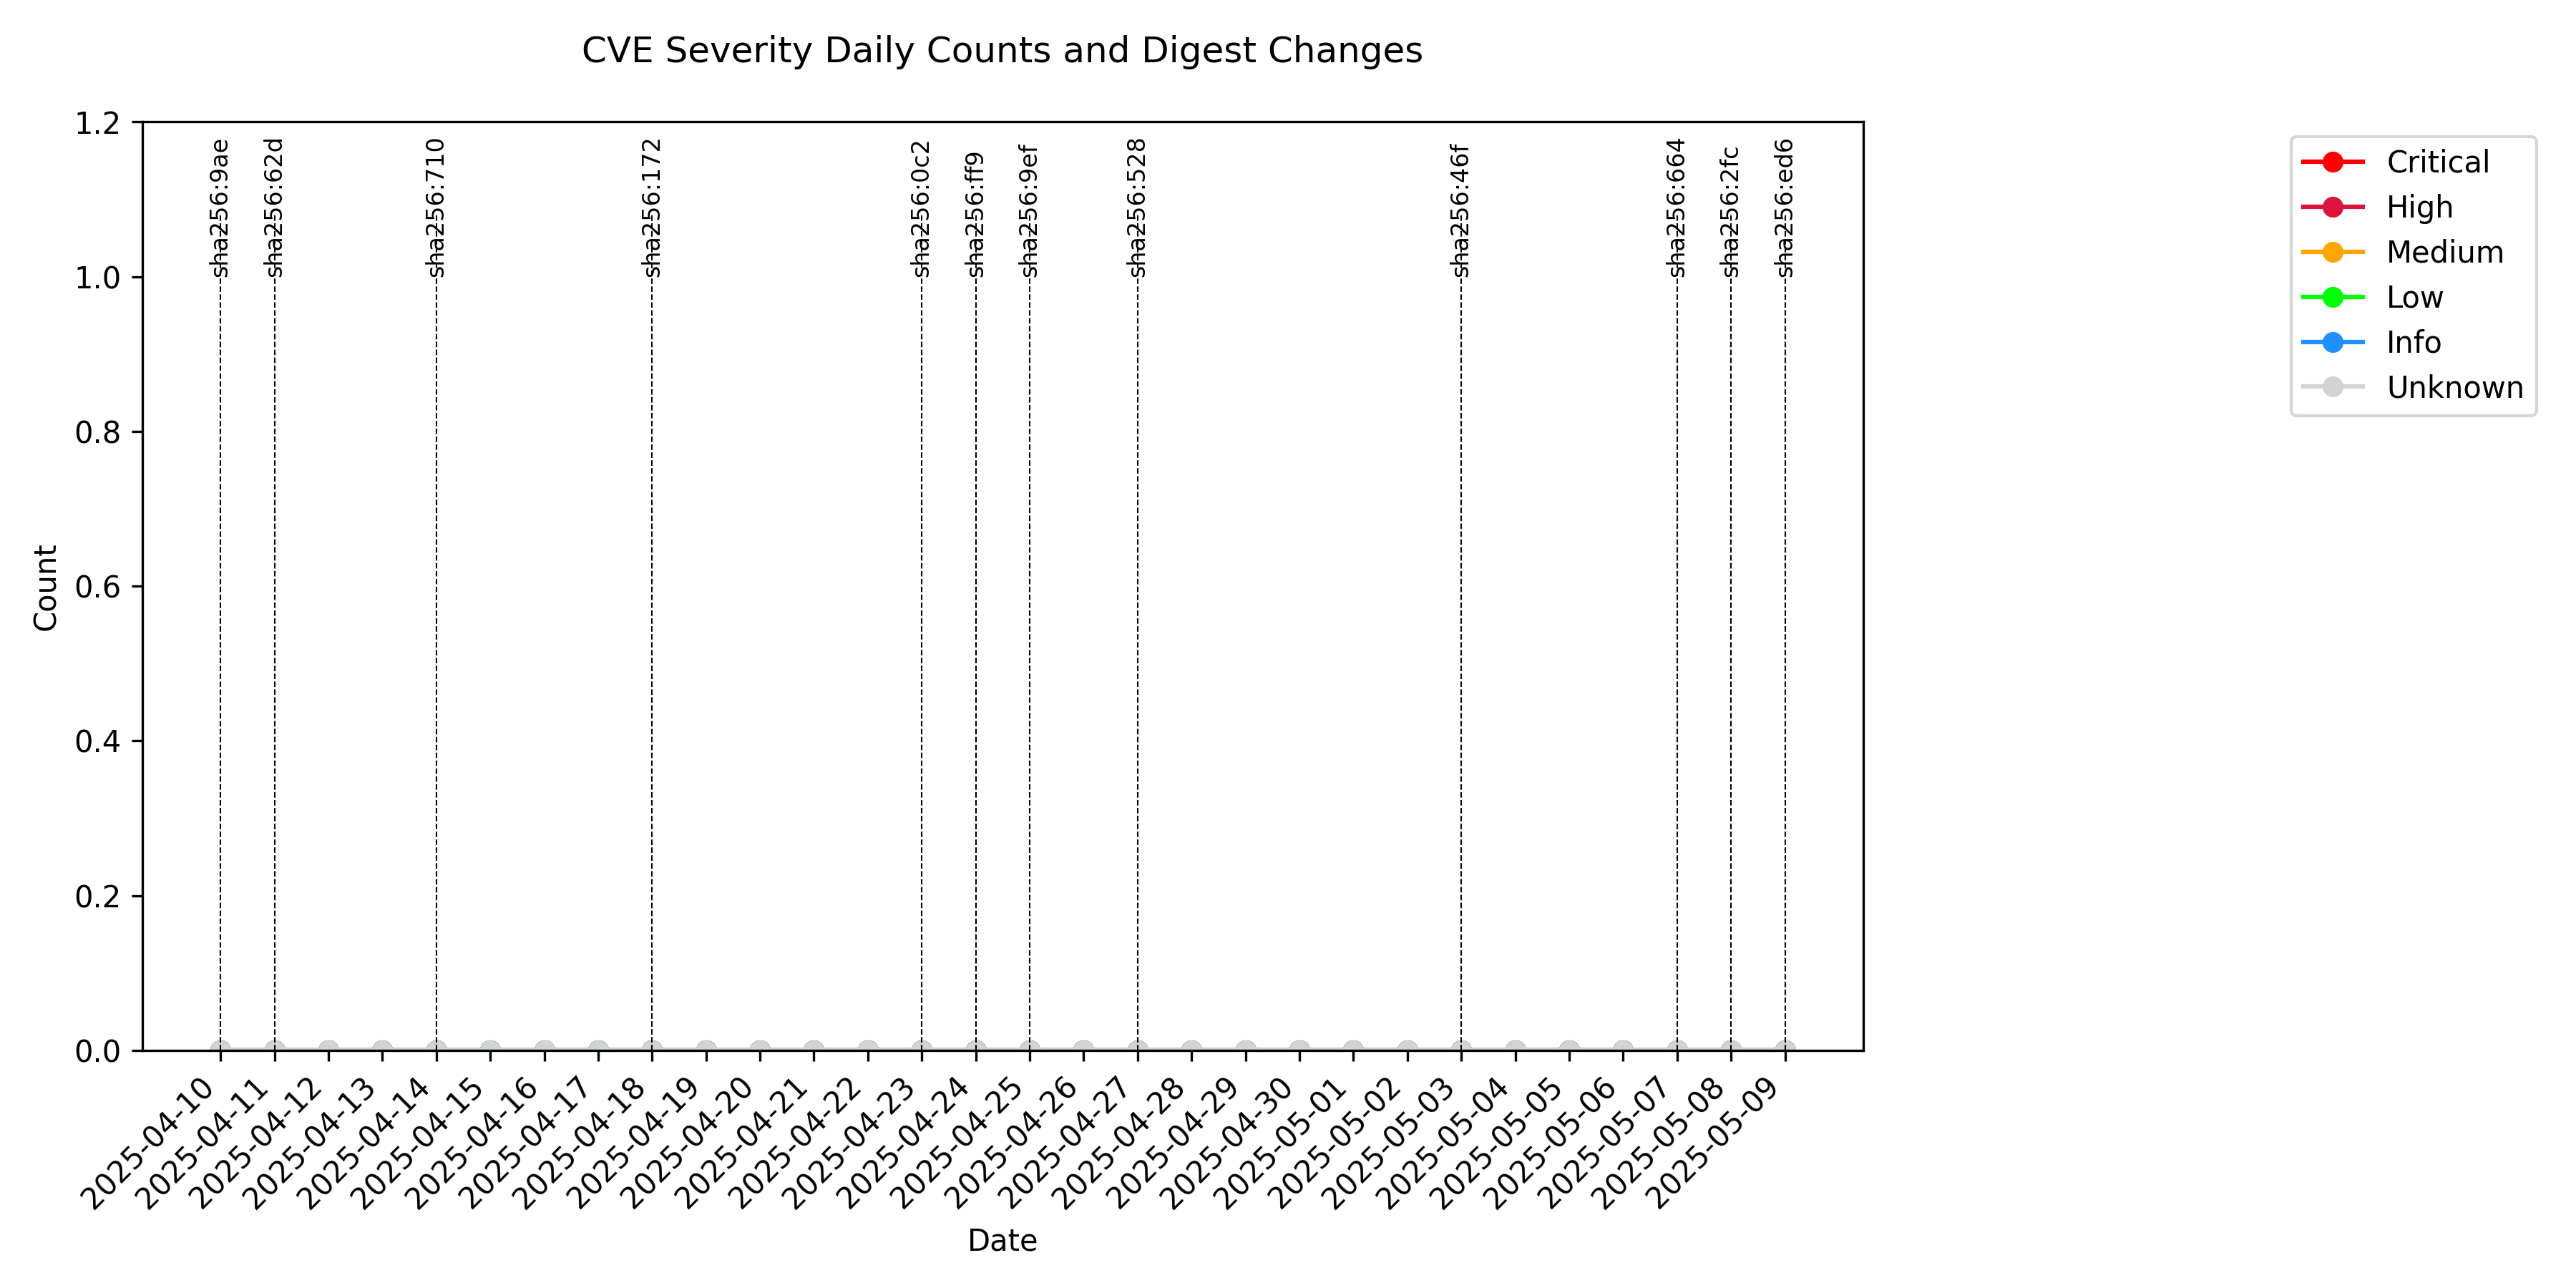 CVE Severity Daily Counts and Digest Changes
1.2
1.0
0.8
0.6
0.4
0.2
0.0
Count
sha256:9ae
sha256:62d
sha256:710
sha256:172
sha256:0c2
sha256:ff9
sha256:9ef
sha256:528
sha256:46f
sha256:664
sha256:2fc
sha256:ed6
Critical
High
Medium
Low
Info
Unknown
2025-04-10
2025-04-11
2025-04-12
2025-04-13
2025-04-14
2025-04-15
2025-04-16
2025-04-17
2025-04-18
2025-04-19
2025-04-20
2025-04-21
2025-04-22
2025-04-23
2025-04-24
2025-04-25
2025-04-26
2025-04-27
2025-04-28
2025-04-29
2025-04-30
2025-05-01
2025-05-02
2025-05-03
2025-05-04
2025-05-05
2025-05-06
2025-05-07
2025-05-08
2025-05-09
Date